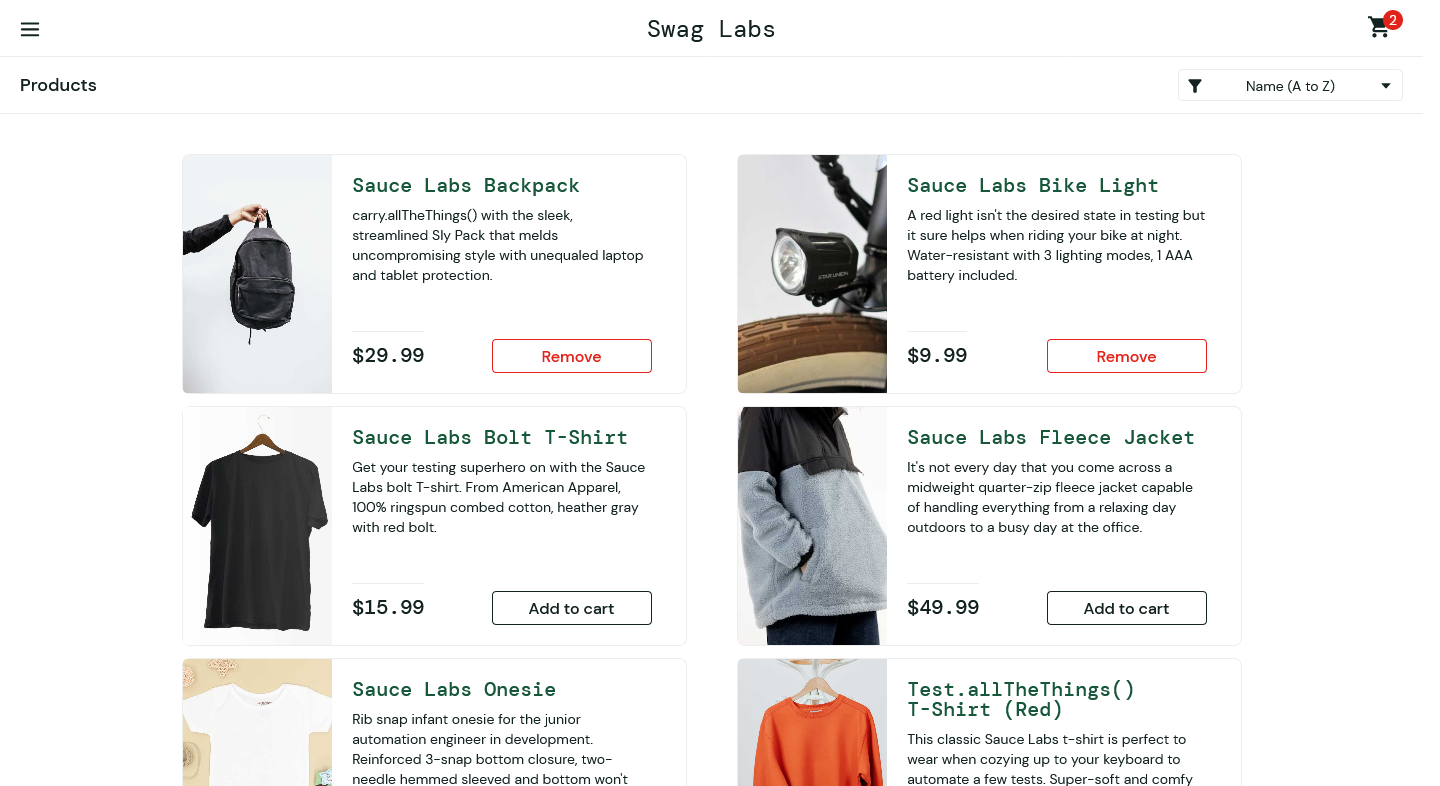 Swag Labs
2
Products
Name (A to Z)
Sauce Labs Backpack
carry.allTheThings() with the sleek,
streamlined Sly Pack that melds
uncompromising style with unequaled laptop
and tablet protection.
$29.99
Remove
Sauce Labs Bike Light
A red light isn't the desired state in testing but
it sure helps when riding your bike at night.
Water-resistant with 3 lighting modes, 1 AAA
battery included.
$9.99
Remove
STAR UNION
Sauce Labs Bolt T-Shirt
Get your testing superhero on with the Sauce
Labs bolt T-shirt. From American Apparel,
100% ringspun combed cotton, heather gray
with red bolt.
$15.99
Add to cart
Sauce Labs Fleece Jacket
It's not every day that you come across a
midweight quarter-zip fleece jacket capable
of handling everything from a relaxing day
outdoors to a busy day at the office.
$49.99
Add to cart
Sauce Labs Onesie
Rib snap infant onesie for the junior
automation engineer in development.
Reinforced 3-snap bottom closure, two-
needle hemmed sleeved and bottom won't
Test.allTheThings()
T-Shirt (Red)
This classic Sauce Labs t-shirt is perfect to
wear when cozying up to your keyboard to
automate a few tests. Super-soft and comfy